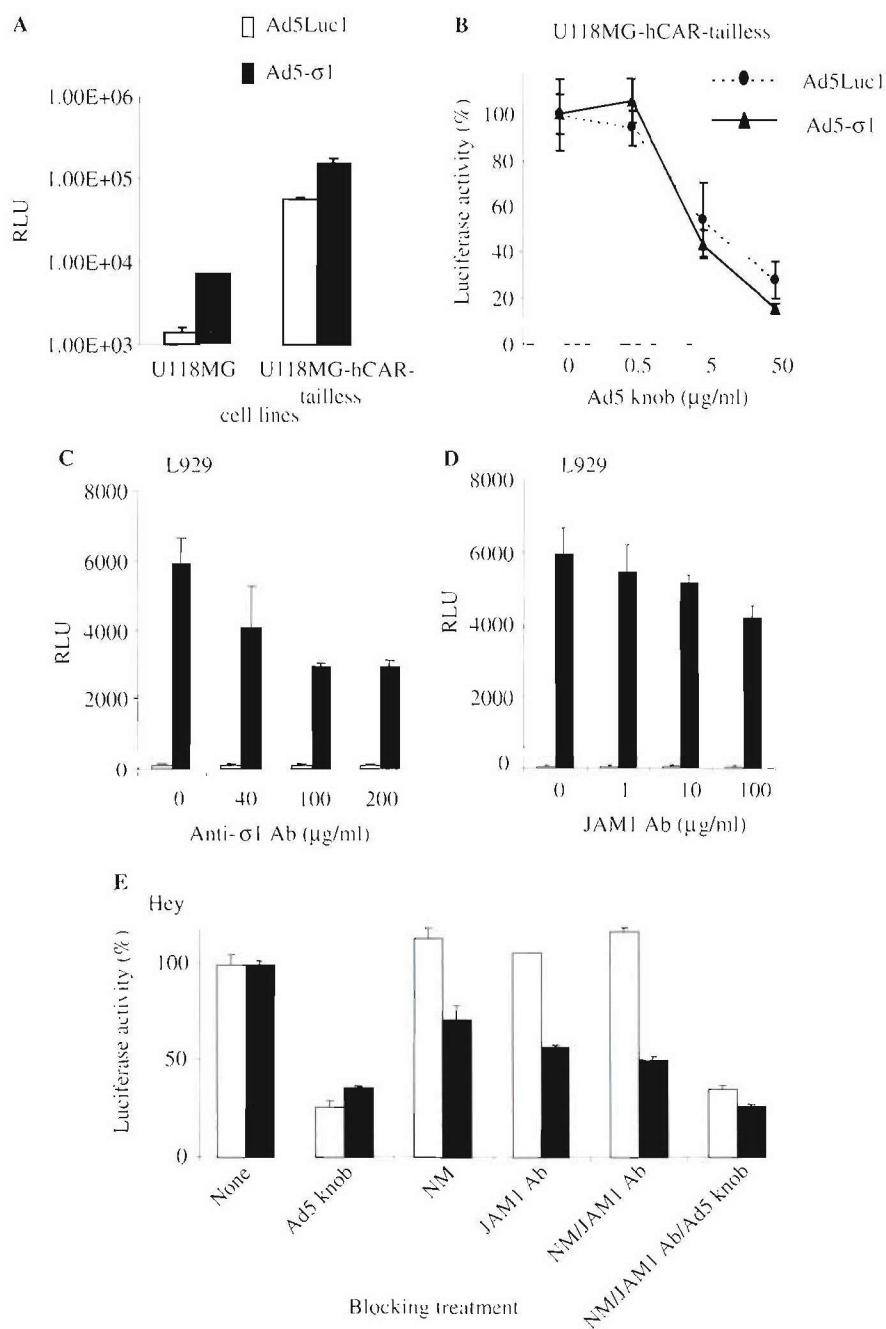 A
Ad5Luc1
Ad5-σ1
1.00E+06
1.00E+05
1.00E+04
1.00E+03
RLU
U118MG
U118MG-hCAR-
tailless
cell lines
B
U118MG-hCAR-tailless
Ad5Luc1
Ad5-σ1
Luciferase activity (%)
100
80
60
40
20
0
0 0.5 5 50
Ad5 knob (µg/ml)
C
L929
8000
6000
4000
2000
0
RLU
0 40 100 200
Anti-σ1 Ab (µg/ml)
D
L929
8000
6000
4000
2000
0
RLU
0 1 10 100
JAM1 Ab (µg/ml)
E
Hey
Luciferase activity (%)
100
50
0
None
Ad5 knob
NM
JAM1 Ab
NM/JAM1 Ab
NM/JAM1 Ab/Ad5 knob
Blocking treatment